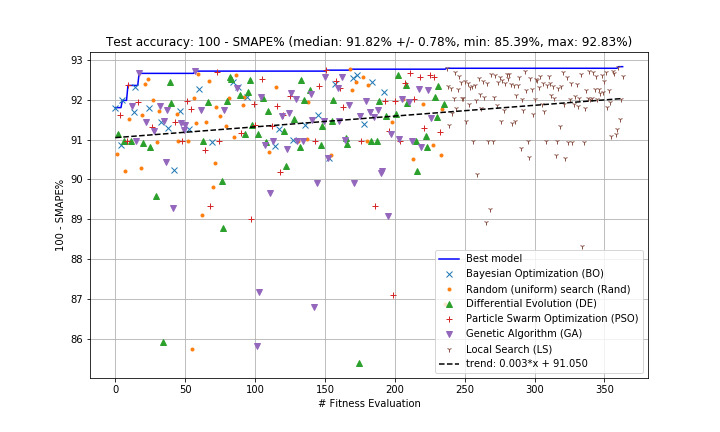 Test accuracy: 100 - SMAPE% (median: 91.82% +/- 0.78%, min: 85.39%, max: 92.83%)
100 - SMAPE%
93
92
91
90
89
88
87
86
0 50 100 150 200 250 300 350
# Fitness Evaluation
Best model
Bayesian Optimization (BO)
Random (uniform) search (Rand)
Differential Evolution (DE)
Particle Swarm Optimization (PSO)
Genetic Algorithm (GA)
Local Search (LS)
trend: 0.003*x + 91.050